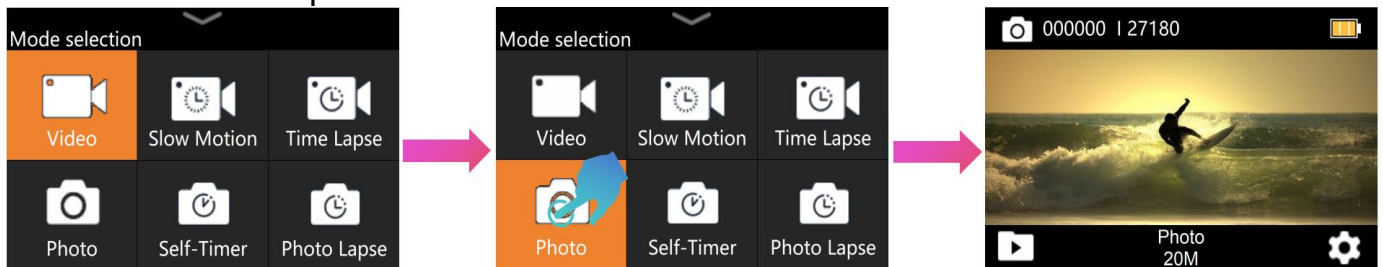 Mode selection
Video
Slow Motion
Time Lapse
Photo
Self-Timer
Photo Lapse
Mode selection
Video
Slow Motion
Time Lapse
Photo
Self-Timer
Photo Lapse
000000 I 27180
Photo
20M